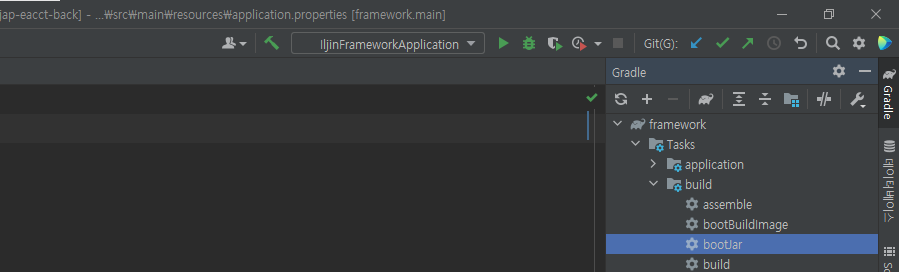 jap-eacct-back] – ...₩src₩main₩resources₩application.properties [framework.main]
IljinFrameworkApplication
Git(G):
Gradle
Gradle
framework
Tasks
application
build
assemble
bootBuildImage
bootJar
build
데이터베이스
Sc